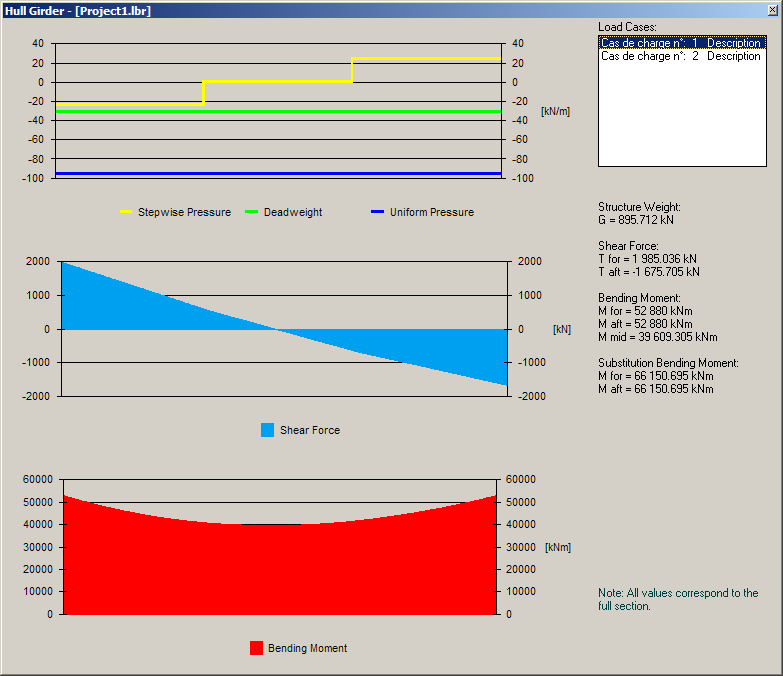 Hull Girder - [Project1.lbr]
40 40
20 20
0 0
-20 -20
-40 -40 [kN/m]
-60 -60
-80 -80
-100 -100
Stepwise Pressure Deadweight Uniform Pressure
2000 2000
1000 1000
0 0 [kN]
-1000 -1000
-2000 -2000
Shear Force
60000 60000
50000 50000
40000 40000
30000 30000 [kNm]
20000 20000
10000 10000
0 0
Bending Moment
Load Cases:
Cas de charge n°: 1 Description
Cas de charge n°: 2 Description
Structure Weight:
G = 895.712 kN
Shear Force:
T for = 1 985.036 kN
T aft = -1 675.705 kN
Bending Moment:
M for = 52 880 kNm
M aft = 52 880 kNm
M mid = 39 609.305 kNm
Substitution Bending Moment:
M for = 66 150.695 kNm
M aft = 66 150.695 kNm
Note: All values correspond to the
full section.